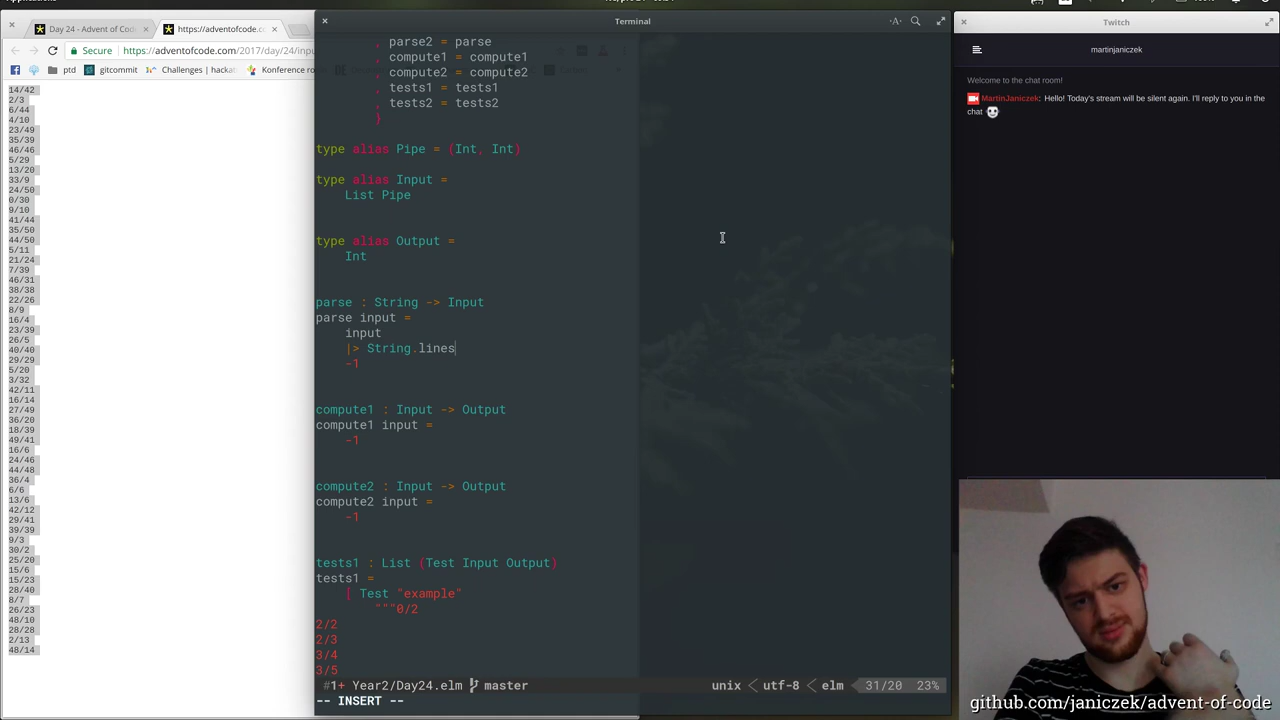 Day 24 - Advent of Cod
https://adventofcode.co
Secure
https://adventofcode.com/2017/day/24/inpu
ptd
gitcommit
Challenges | hackat
Konference ro
14/42
2/3
6/44
4/10
23/49
35/39
46/46
5/29
13/20
33/9
24/50
0/30
9/10
41/44
35/50
44/50
5/11
21/24
7/39
46/31
38/38
22/26
8/9
16/4
23/39
26/5
40/40
29/29
5/20
3/32
42/11
16/14
27/49
36/20
18/39
49/41
16/6
24/46
44/48
36/4
6/6
13/6
42/12
29/41
39/39
9/3
30/2
25/20
15/6
15/23
28/40
8/7
26/23
48/10
28/28
2/13
48/14
Terminal
, parse2 = parse
, compute1 = compute1
, compute2 = compute2
, tests1 = tests1
, tests2 = tests2
}
type alias Pipe = (Int, Int)
type alias Input =
List Pipe
type alias Output =
Int
parse : String -> Input
parse input =
input
|> String.lines
-1
compute1 : Input -> Output
compute1 input =
-1
compute2 : Input -> Output
compute2 input =
-1
tests1 : List (Test Input Output)
tests1 =
[ Test "example"
"""0/2
2/2
2/3
3/4
3/5
#1+ Year2/Day24.elm master unix < utf-8 < elm 31/20 23%
-- INSERT --
Twitch
martinjaniczek
Welcome to the chat room!
MartinJaniczek: Hello! Today's stream will be silent again. I'll reply to you in the
chat
github.com/janiczek/advent-of-code